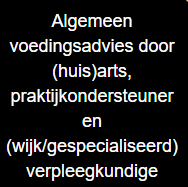 Algemeen
voedingsadvies door
(huis)arts,
praktijkondersteuner
en
(wijk/gespecialiseerd)
verpleegkundige